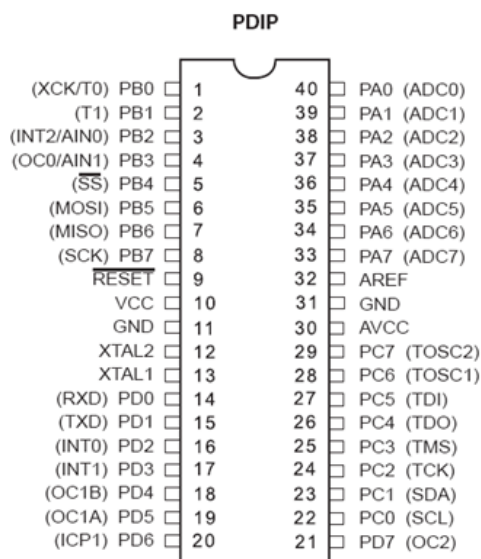 PDIP
(XCK/T0) PB0 1 40 PA0 (ADC0)
(T1) PB1 2 39 PA1 (ADC1)
(INT2/AIN0) PB2 3 38 PA2 (ADC2)
(OC0/AIN1) PB3 4 37 PA3 (ADC3)
(SS) PB4 5 36 PA4 (ADC4)
(MOSI) PB5 6 35 PA5 (ADC5)
(MISO) PB6 7 34 PA6 (ADC6)
(SCK) PB7 8 33 PA7 (ADC7)
RESET 9 32 AREF
VCC 10 31 GND
GND 11 30 AVCC
XTAL2 12 29 PC7 (TOSC2)
XTAL1 13 28 PC6 (TOSC1)
(RXD) PD0 14 27 PC5 (TDI)
(TXD) PD1 15 26 PC4 (TDO)
(INT0) PD2 16 25 PC3 (TMS)
(INT1) PD3 17 24 PC2 (TCK)
(OC1B) PD4 18 23 PC1 (SDA)
(OC1A) PD5 19 22 PC0 (SCL)
(ICP1) PD6 20 21 PD7 (OC2)